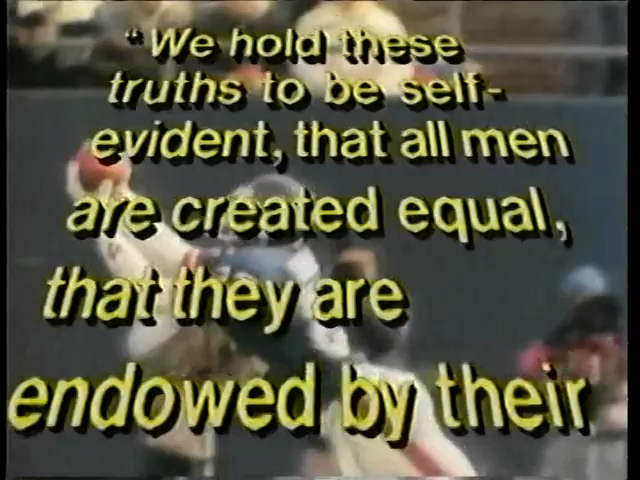 "We hold these
truths to be self-
evident, that all men
are created equal,
that they are
endowed by their